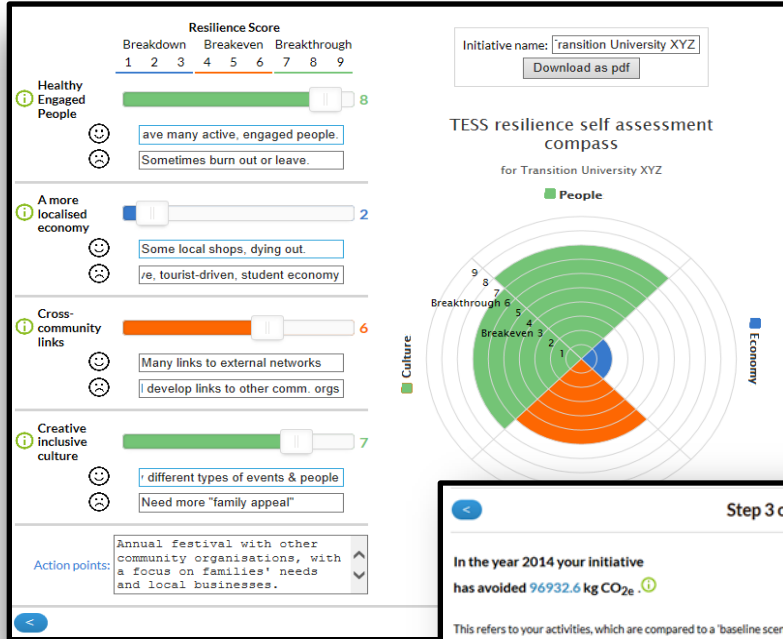 Resilience Score
Breakdown Breakeven Breakthrough
1 2 3 4 5 6 7 8 9
Healthy
Engaged
People
8
ave many active, engaged people.
Sometimes burn out or leave.
A more
localised
economy
2
Some local shops, dying out.
e, tourist-driven, student economy
Cross-
community
links
6
Many links to external networks
develop links to other comm. orgs
Creative
inclusive
culture
7
different types of events & people
Need more "family appeal"
Action points:
Annual festival with other
community organisations, with
a focus on families' needs
and local businesses.
<
Initiative name: Transition University XYZ
Download as pdf
TESS resilience self assessment
compass
for Transition University XYZ
People
9
8
7
Breakthrough 6
5
4
Breakeven 3
2
1
Culture
Economy
<
Step 3 o
In the year 2014 your initiative
has avoided 96932.6 kg CO2e .
This refers to your activities, which are compared to a 'baseline scen